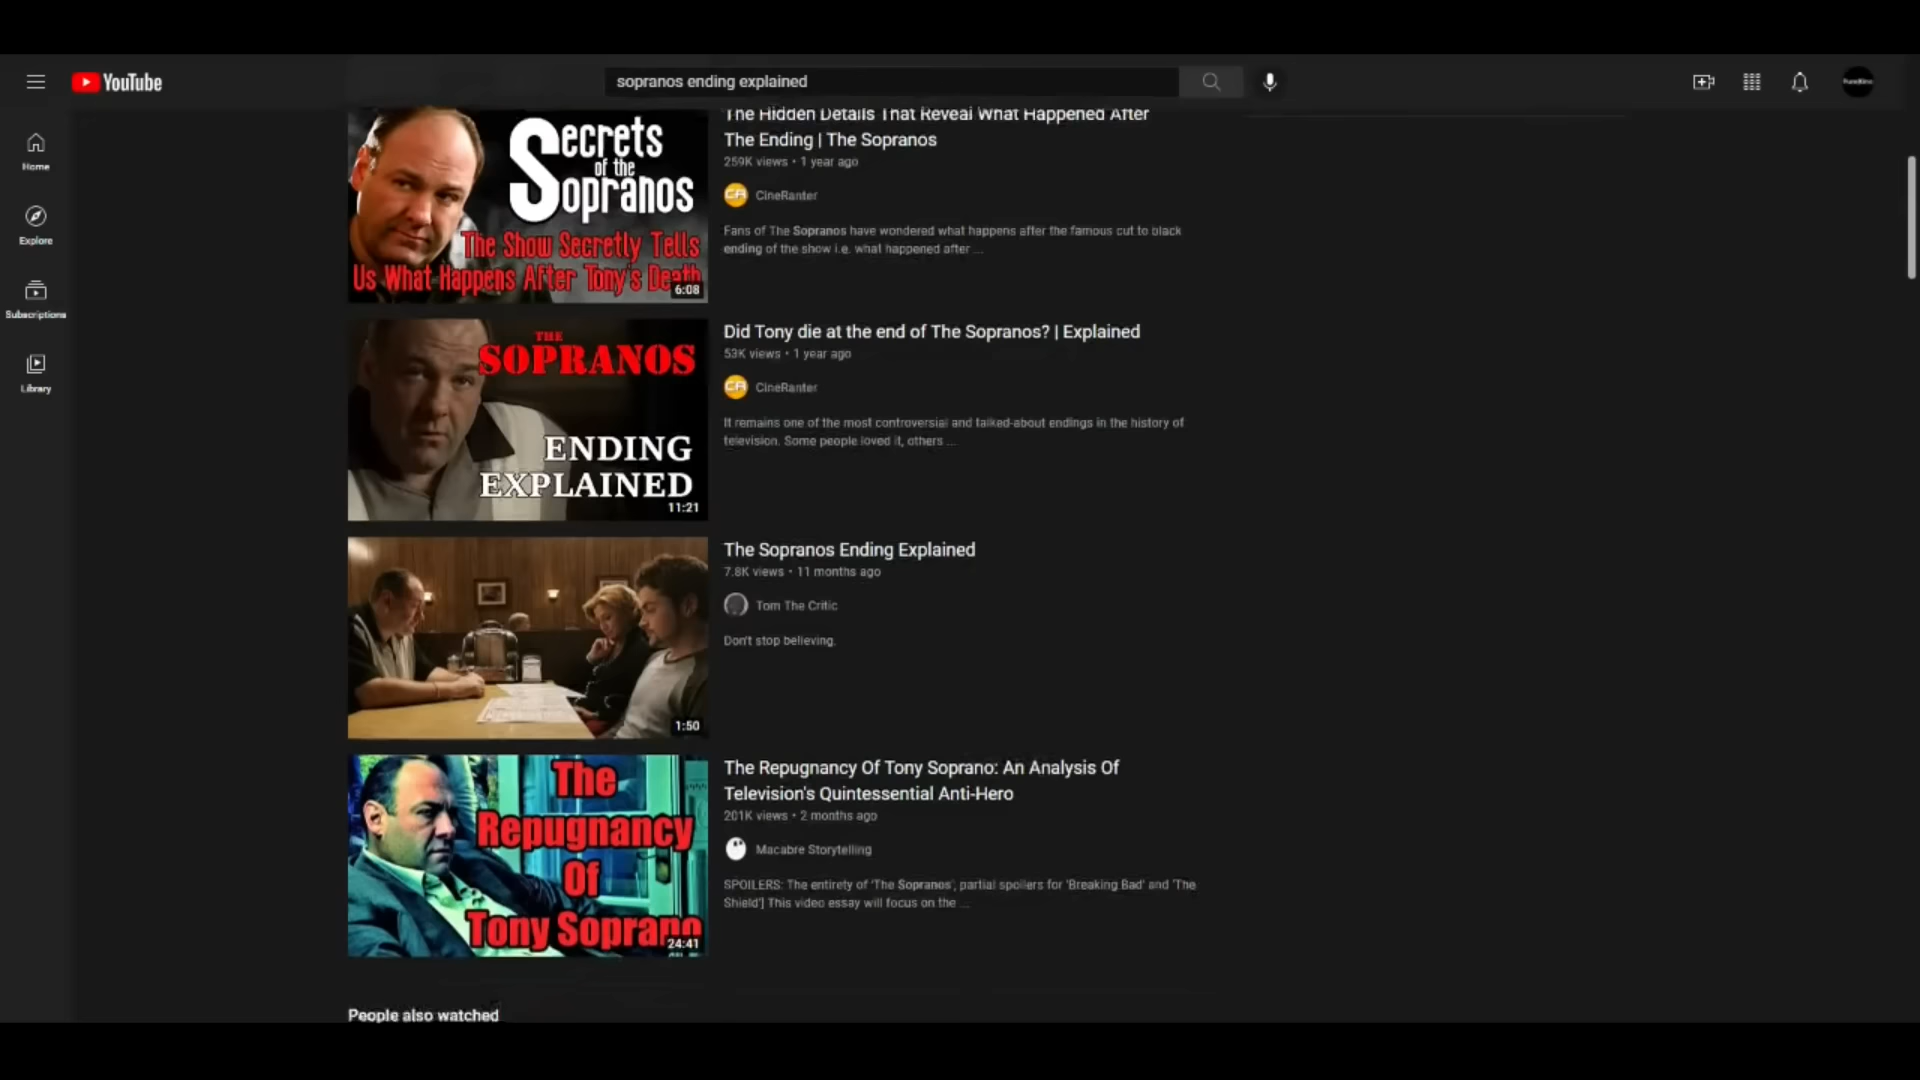 YouTube
sopranos ending explained
Home
Explore
Subscriptions
Library
Secrets
of the
Sopranos
The Show Secretly Tells
Us What Happens After Tony's Death
6:08
The Hidden Details That Reveal What Happened After
The Ending | The Sopranos
259K views • 1 year ago
CA CineRanter
Fans of The Sopranos have wondered what happens after the famous cut to black
ending of the show i.e. what happened after ...
THE
SOPRANOS
ENDING
EXPLAINED
11:21
Did Tony die at the end of The Sopranos? | Explained
53K views • 1 year ago
CA CineRanter
It remains one of the most controversial and talked-about endings in the history of
television. Some people loved it, others ...
1:50
The Sopranos Ending Explained
7.8K views • 11 months ago
Tom The Critic
Don't stop believing.
The
Repugnancy
Of
Tony Soprano
24:41
The Repugnancy Of Tony Soprano: An Analysis Of
Television's Quintessential Anti-Hero
201K views • 2 months ago
Macabre Storytelling
SPOILERS: The entirety of 'The Sopranos', partial spoilers for 'Breaking Bad' and 'The
Shield'] This video essay will focus on the ...
People also watched